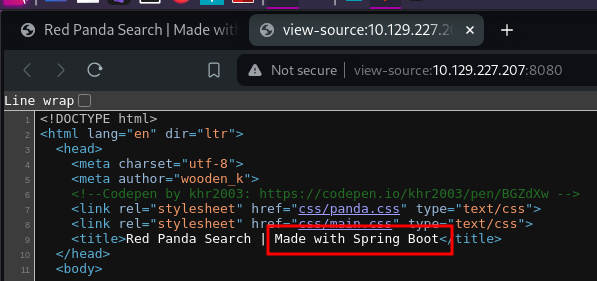 Red Panda Search | Made with
view-source:10.129.227.20
Not secure
view-source:10.129.227.207:8080
Line wrap
1 <!DOCTYPE html>
2 <html lang="en" dir="ltr">
3 <head>
4 <meta charset="utf-8">
5 <meta author="wooden_k">
6 <!--Codepen by khr2003: https://codepen.io/khr2003/pen/BGZdXw -->
7 <link rel="stylesheet" href="css/panda.css" type="text/css">
8 <link rel="stylesheet" href="css/main.css" type="text/css">
9 <title>Red Panda Search | Made with Spring Boot</title>
10 </head>
11 <body>